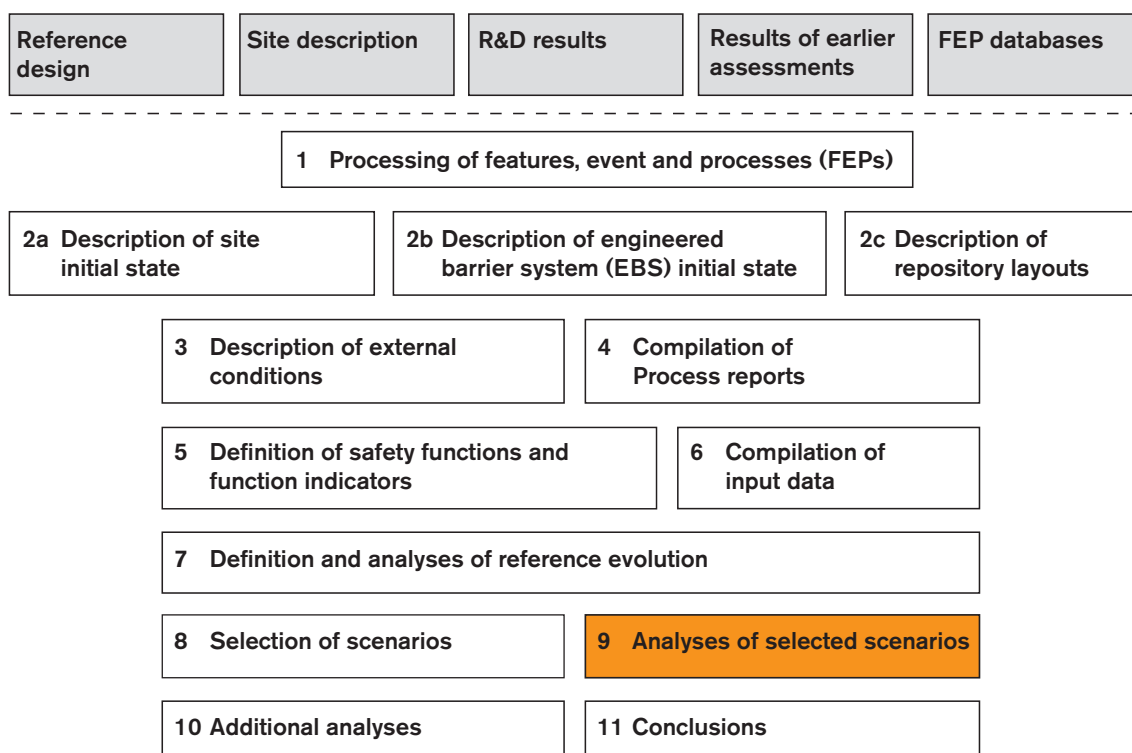 Reference
design
Site description
R&D results
Results of earlier
assessments
FEP databases
1 Processing of features, event and processes (FEPs)
2a Description of site
initial state
2b Description of engineered
barrier system (EBS) initial state
2c Description of
repository layouts
3 Description of external
conditions
4 Compilation of
Process reports
5 Definition of safety functions and
function indicators
6 Compilation of
input data
7 Definition and analyses of reference evolution
8 Selection of scenarios
9 Analyses of selected scenarios
10 Additional analyses
11 Conclusions